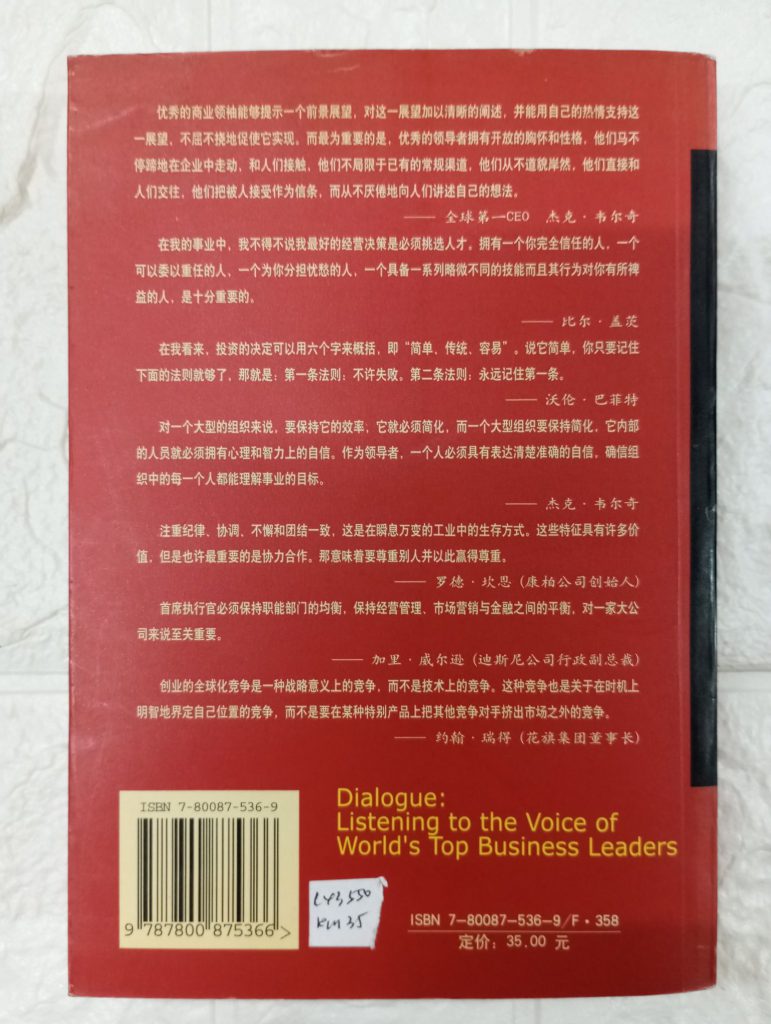 优秀的商业领袖能够提示一个前景展望，对这一展望加以清晰的阐述，并能用自己的热情支持这
一展望，不屈不挠地促使它实现。而最为重要的是，优秀的领导者拥有开放的胸怀和性格，他们马不
停蹄地在企业中走动，和人们接触，他们不局限于已有的常规渠道，他们从不道貌岸然，他们直接和
人们交往，他们把被人接受作为信条，而从不厌倦地向人们讲述自己的想法。
—— 全球第一CEO 杰克·韦尔奇
在我的事业中，我不得不说我最好的经营决策是必须挑选人才。拥有一个你完全信任的人，一个
可以委以重任的人，一个为你分担忧愁的人，一个具备一系列略微不同的技能而且其行为对你有所裨
益的人，是十分重要的。
—— 比尔·盖茨
在我看来，投资的决定可以用六个字来概括，即“简单、传统、容易”。说它简单，你只要记住
下面的法则就够了，那就是：第一条法则：不许失败。第二条法则：永远记住第一条。
—— 沃伦·巴菲特
对一个大型的组织来说，要保持它的效率，它就必须简化，而一个大型组织要保持简化，它内部
的人员就必须拥有心理和智力上的自信。作为领导者，一个人必须具有表达清楚准确的自信，确信组
织中的每一个人都能理解事业的目标。
—— 杰克·韦尔奇
注重纪律、协调、不懈和团结一致，这是在瞬息万变的工业中的生存方式。这些特征具有许多价
值，但是也许最重要的是协力合作。那意味着要尊重别人并以此赢得尊重。
—— 罗德·坎恩（康柏公司创始人）
首席执行官必须保持职能部门的均衡，保持经营管理、市场营销与金融之间的平衡，对一家大公
司来说至关重要。
—— 加里·威尔逊（迪斯尼公司行政副总裁）
创业的全球化竞争是一种战略意义上的竞争，而不是技术上的竞争。这种竞争也是关于在时机上
明智地界定自己位置的竞争，而不是要在某种特别产品上把其他竞争对手挤出市场之外的竞争。
—— 约翰·瑞得（花旗集团董事长）
ISBN 7-80087-536-9
9 787800 875366 >
Dialogue:
Listening to the Voice of
World's Top Business Leaders
RM 35
ISBN 7-80087-536-9/F·358
定价：35.00 元